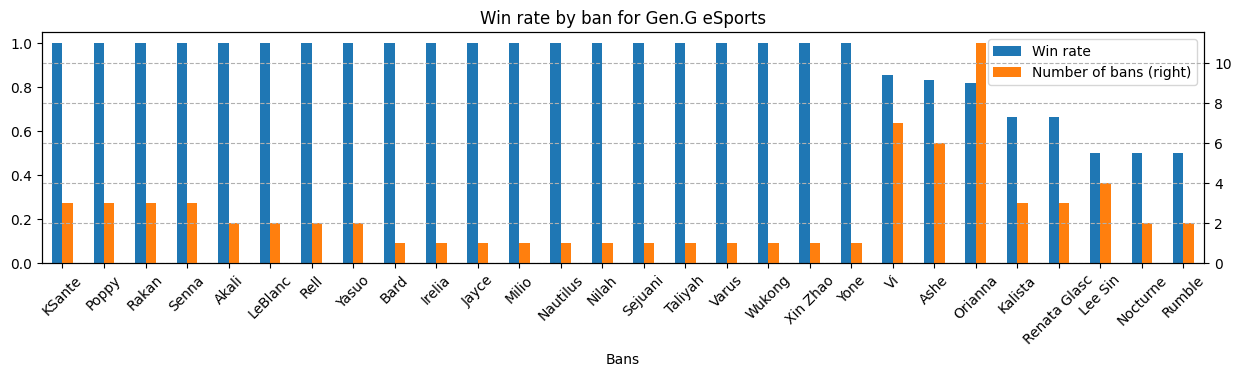 Win rate by ban for Gen.G eSports
1.0
0.8
0.6
0.4
0.2
0.0
10
8
6
4
2
0
Win rate
Number of bans (right)
KSante
Poppy
Rakan
Senna
Akali
LeBlanc
Rell
Yasuo
Bard
Irelia
Jayce
Milio
Nautilus
Nilah
Sejuani
Taliyah
Varus
Wukong
Xin Zhao
Yone
Vi
Ashe
Orianna
Kalista
Renata Glasc
Lee Sin
Nocturne
Rumble
Bans